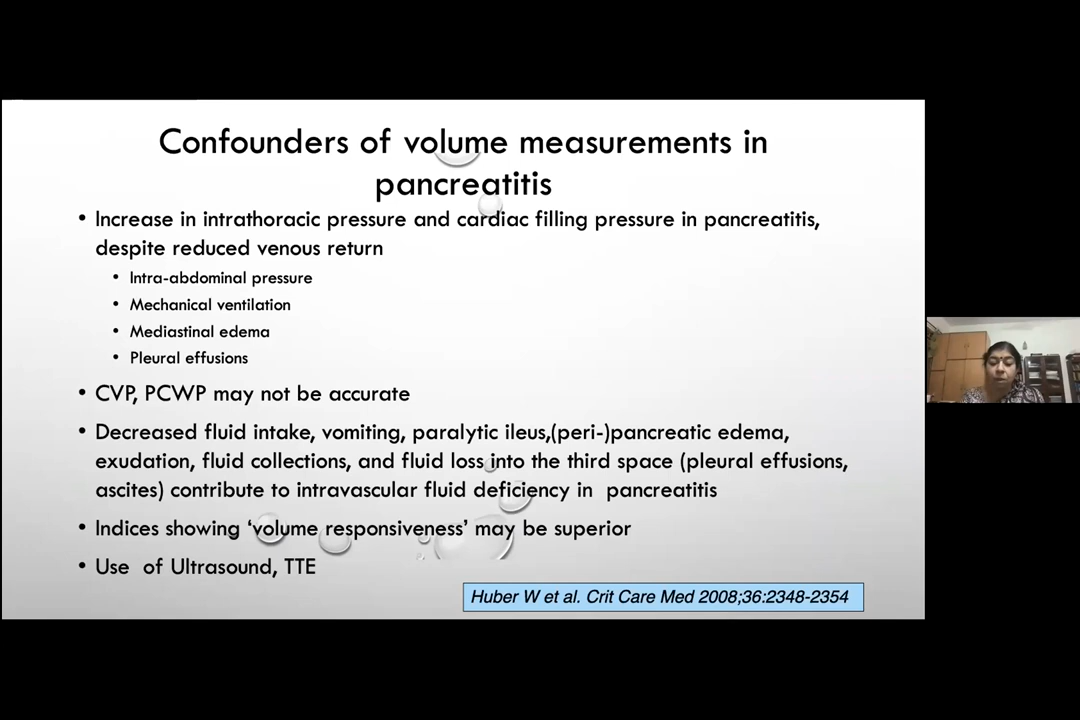 Confounders of volume measurements in
pancreatitis
• Increase in intrathoracic pressure and cardiac filling pressure in pancreatitis,
despite reduced venous return
• Intra-abdominal pressure
• Mechanical ventilation
• Mediastinal edema
• Pleural effusions
• CVP, PCWP may not be accurate
• Decreased fluid intake, vomiting, paralytic ileus,(peri-)pancreatic edema,
exudation, fluid collections, and fluid loss into the third space (pleural effusions,
ascites) contribute to intravascular fluid deficiency in pancreatitis
• Indices showing ‘volume responsiveness’ may be superior
• Use of Ultrasound, TTE
Huber W et al. Crit Care Med 2008;36:2348-2354